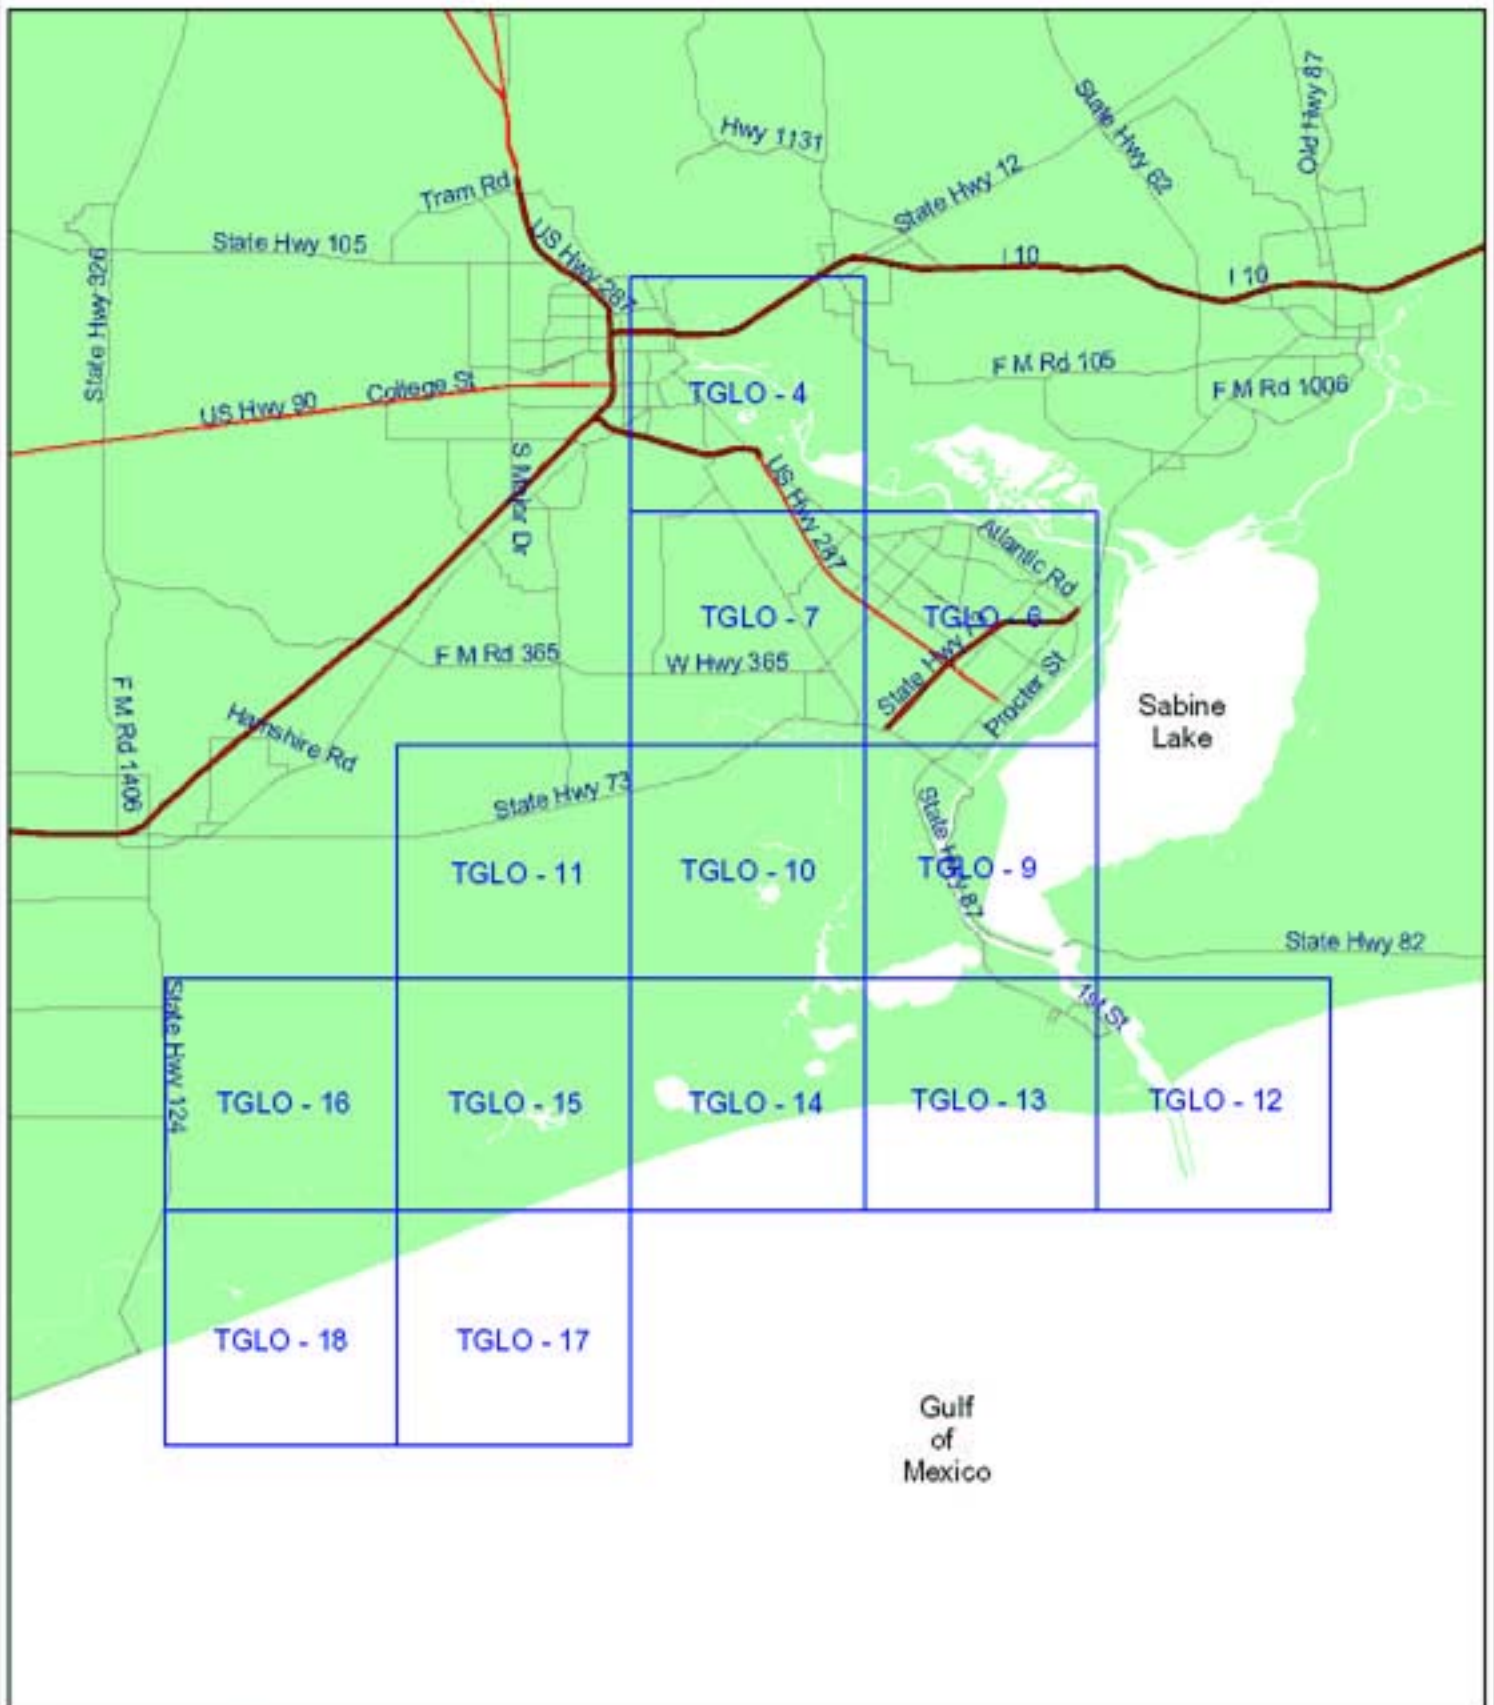 Old Hwy 87
State Hwy 62
Hwy 1131
State Hwy 12
Tram Rd
State Hwy 105
US Hwy 287
State Hwy 326
I 10
I 10
F M Rd 105
F M Rd 1006
College St
US Hwy 90
TGLO - 4
S Major Dr
US Hwy 287
Atlantic Rd
TGLO - 7
TGLO - 6
State Hwy
F M Rd 365
W Hwy 365
Procter St
Sabine
Lake
F M Rd 1406
Hamshire Rd
State Hwy 73
State Hwy 87
TGLO - 11
TGLO - 10
TGLO - 9
State Hwy 82
State Hwy 124
1st St
TGLO - 16
TGLO - 15
TGLO - 14
TGLO - 13
TGLO - 12
TGLO - 18
TGLO - 17
Gulf
of
Mexico